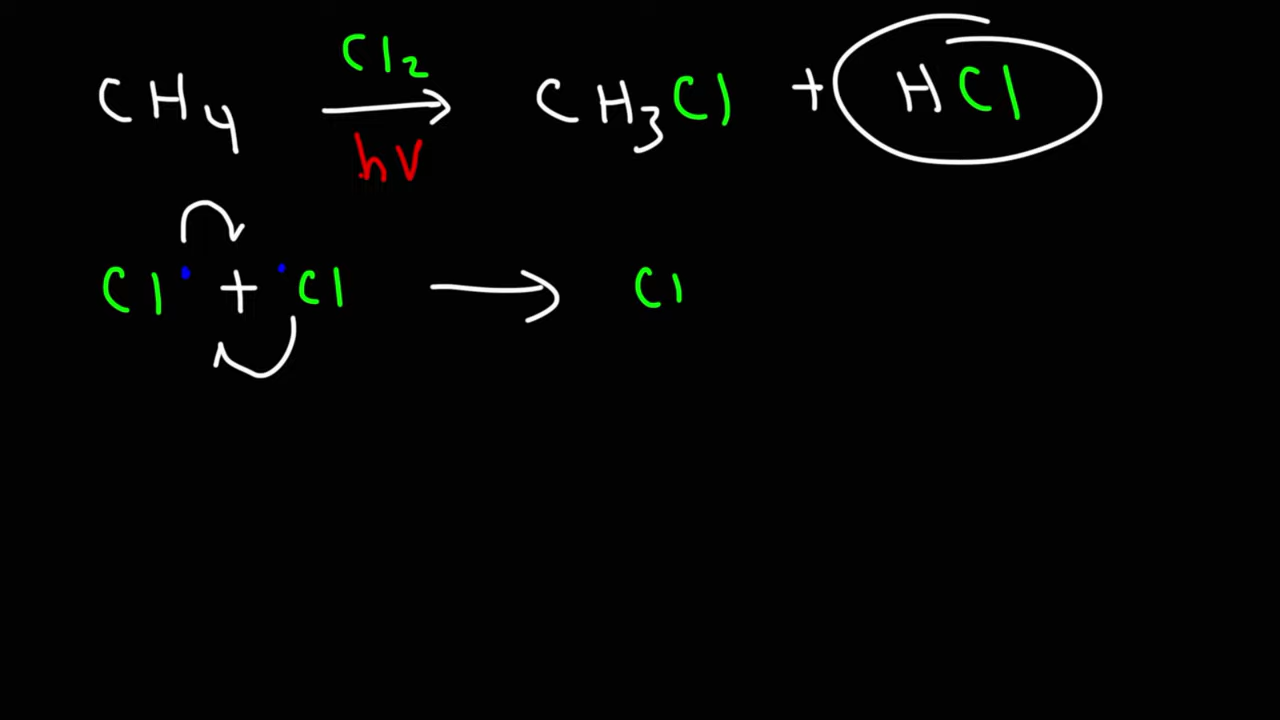 CH4 Cl2 hv → CH3Cl + HCl
Cl• + •Cl → Cl